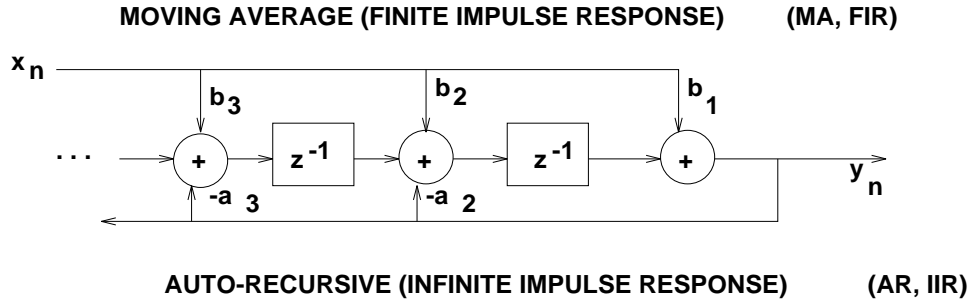 MOVING AVERAGE (FINITE IMPULSE RESPONSE) (MA, FIR)
x n
b 3 b 2 b 1
. . . + z -1 + z -1 +
-a 3 -a 2 y n
AUTO-RECURSIVE (INFINITE IMPULSE RESPONSE) (AR, IIR)